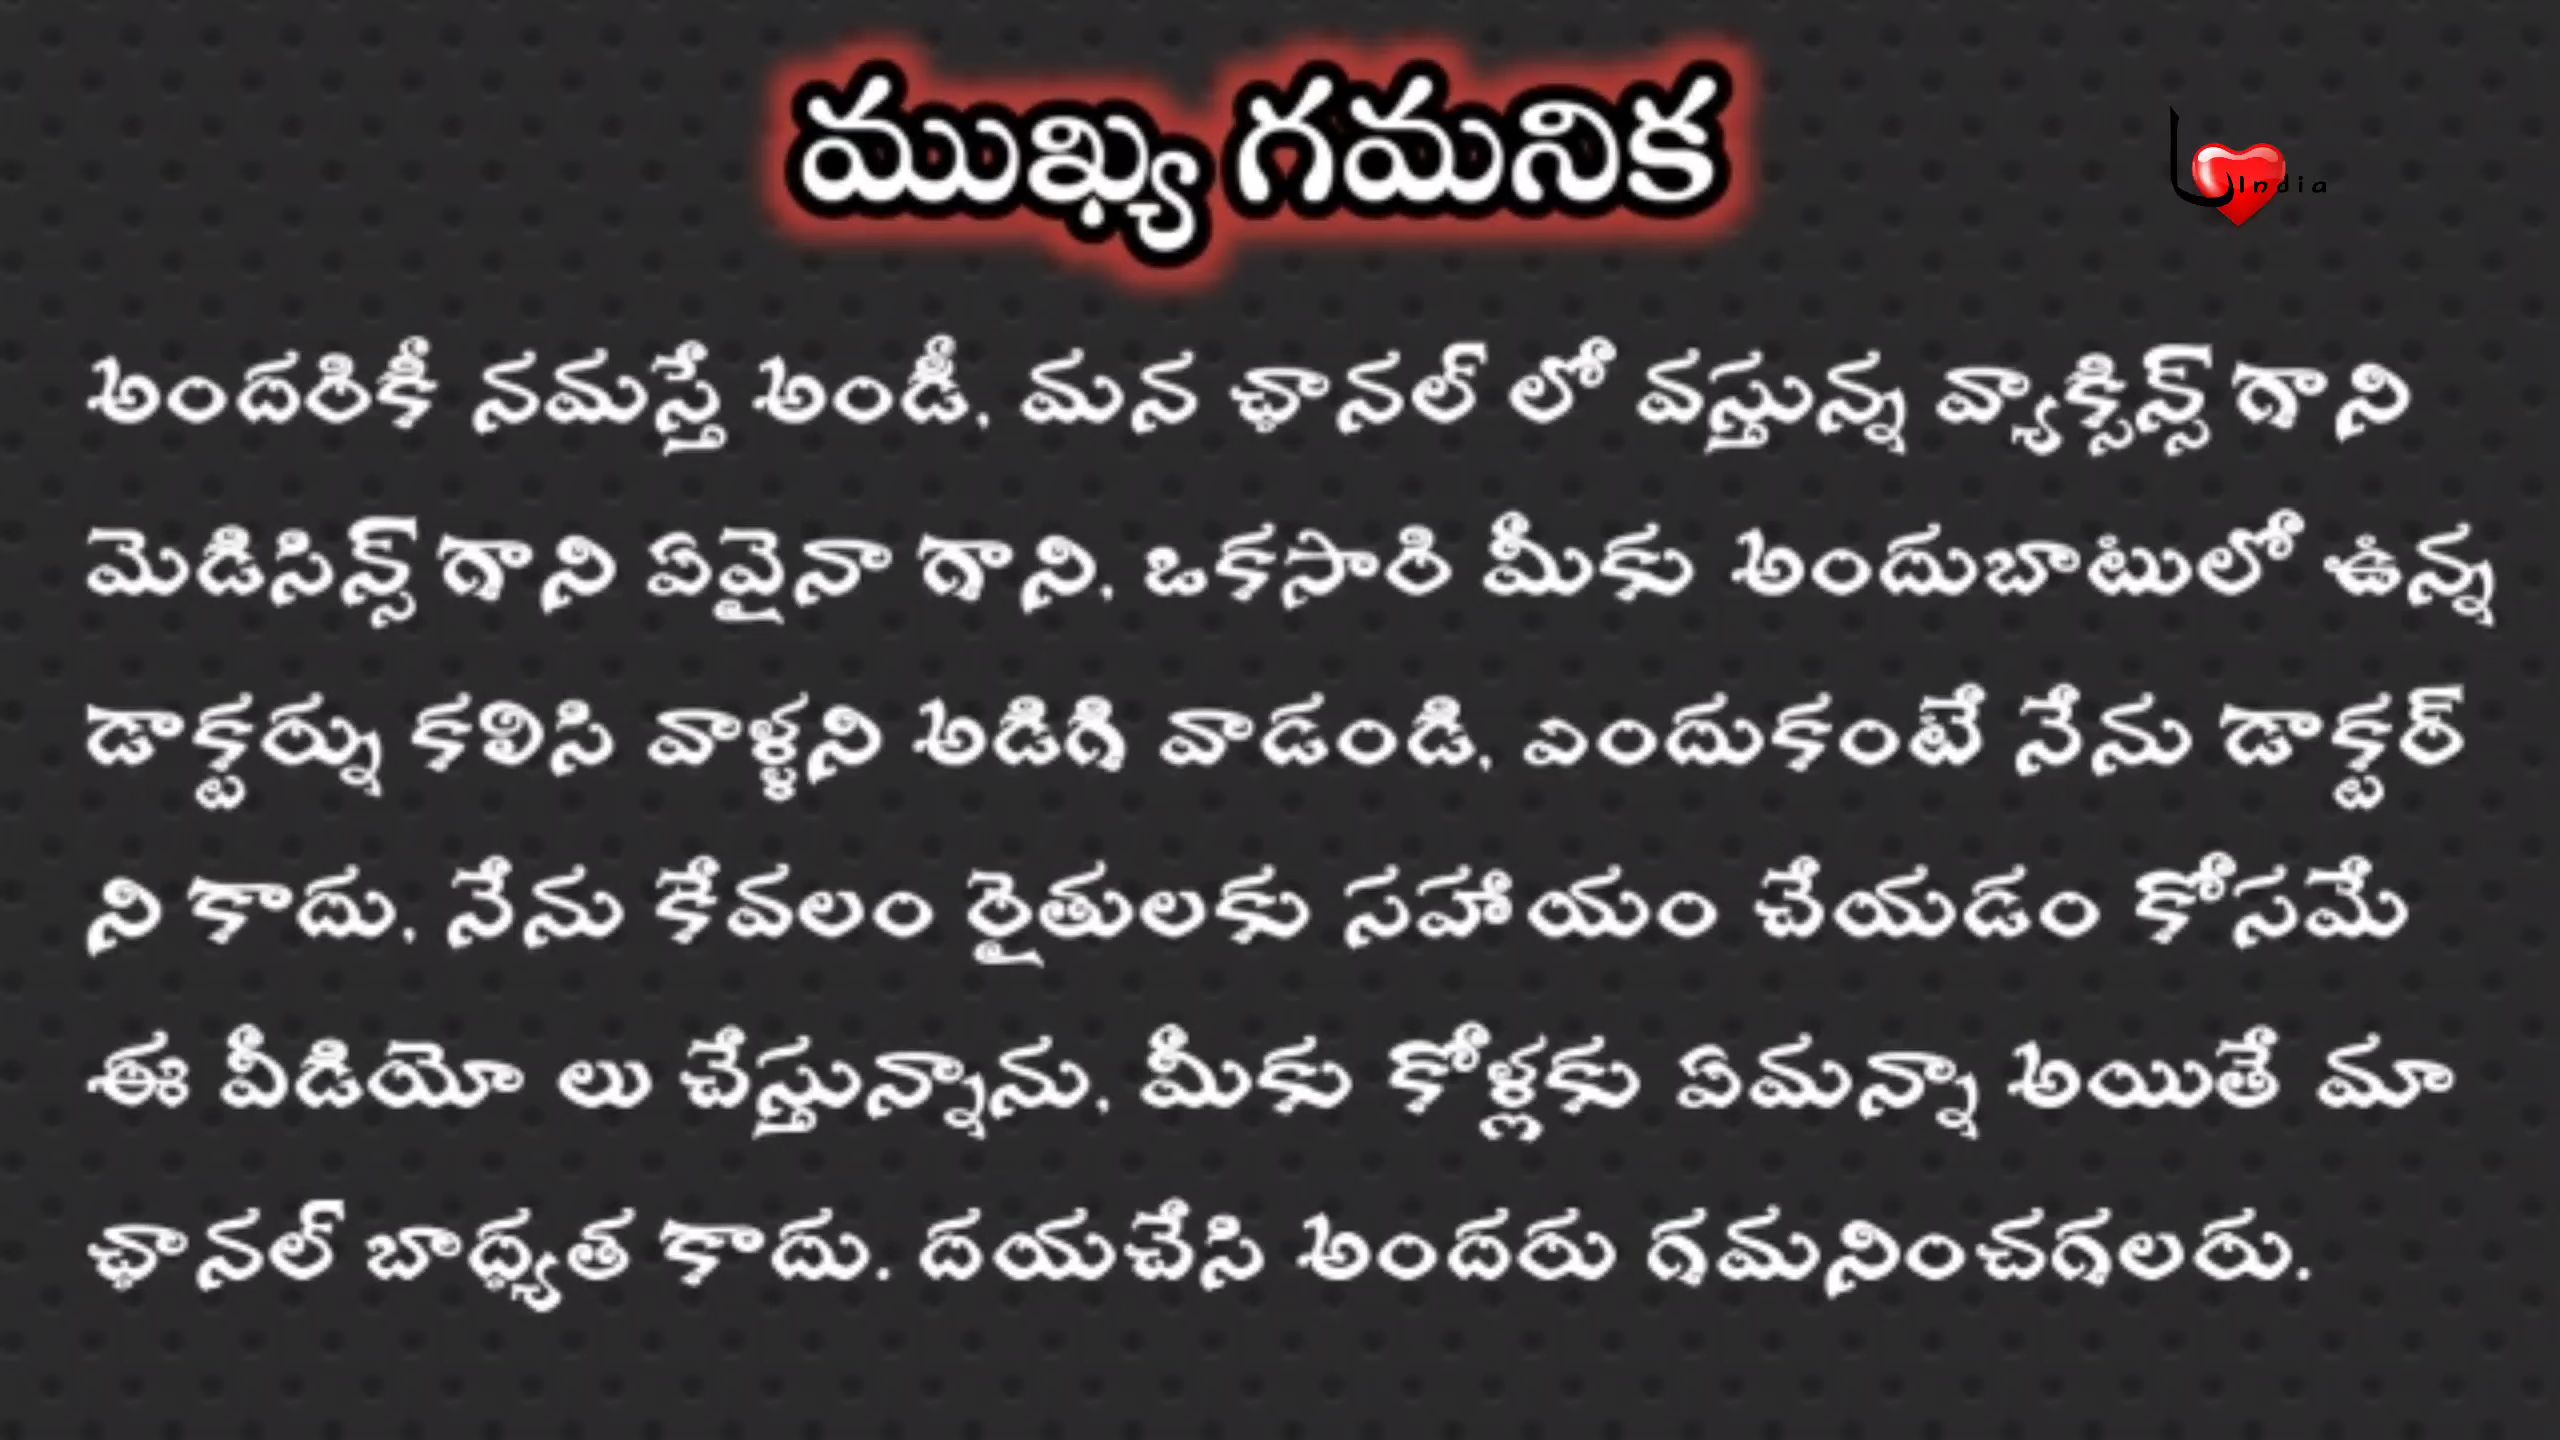 ముఖ్య గమనిక
India
అందరికీ నమస్తే అండీ, మన ఛానల్ లో వస్తున్న వ్యాక్సిన్స్ గాని
మెడిసిన్స్ గాని ఏవైనా గాని, ఒకసారి మీకు అందుబాటులో ఉన్న
డాక్టర్ను కలిసి వాళ్ళని అడిగి వాడండి, ఎందుకంటే నేను డాక్టర్
ని కాదు, నేను కేవలం రైతులకు సహాయం చేయడం కోసమే
ఈ వీడియో లు చేస్తున్నాను, మీకు కోళ్లకు ఏమన్నా అయితే మా
ఛానల్ బాధ్యత కాదు. దయచేసి అందరు గమనించగలరు.